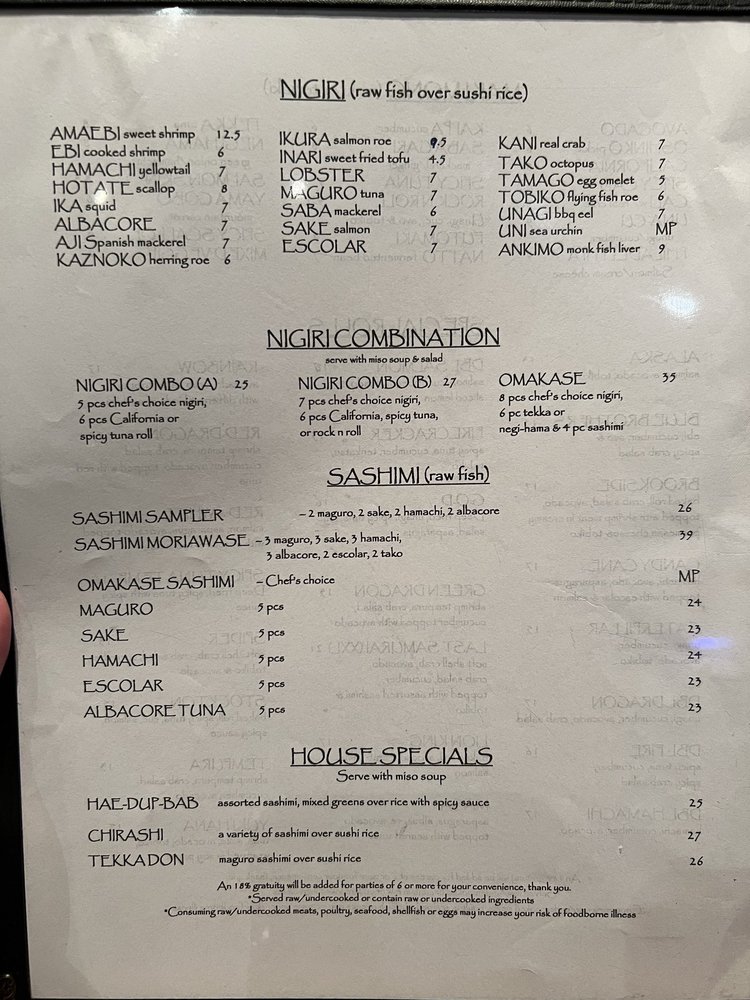 NIGIRI (raw fish over sushi rice)
AMAEBI sweet shrimp 12.5
EBI cooked shrimp 6
HAMACHI yellowtail 7
HOTATE scallop 8
IKA squid 7
ALBACORE 7
AJI Spanish mackerel 7
KAZNOKO herring roe 6
IKURA salmon roe 9.5
INARI sweet fried tofu 4.5
LOBSTER 7
MAGURO tuna 7
SABA mackerel 6
SAKE salmon 7
ESCOLAR 7
KANI real crab 7
TAKO octopus 7
TAMAGO egg omelet 5
TOBIKO flying fish roe 6
UNAGI bbq eel 7
UNI sea urchin MP
ANKIMO monk fish liver 9
NIGIRI COMBINATION
serve with miso soup & salad
NIGIRI COMBO (A) 25
5 pcs chef's choice nigiri,
6 pcs California or
spicy tuna roll
NIGIRI COMBO (B) 27
7 pcs chef's choice nigiri,
6 pcs California, spicy tuna,
or rock n roll
OMAKASE 35
8 pcs chef's choice nigiri,
6 pc tekka or
negi-hama & 4 pc sashimi
SASHIMI (raw fish)
SASHIMI SAMPLER – 2 maguro, 2 sake, 2 hamachi, 2 albacore 26
SASHIMI MORIAWASE – 3 maguro, 3 sake, 3 hamachi, 39
3 albacore, 2 escolar, 2 tako
OMAKASE SASHIMI – Chef's choice MP
MAGURO 5 pcs 24
SAKE 5 pcs 23
HAMACHI 5 pcs 24
ESCOLAR 5 pcs 23
ALBACORE TUNA 5 pcs 23
HOUSE SPECIALS
Serve with miso soup
HAE-DUP-BAB assorted sashimi, mixed greens over rice with spicy sauce 25
CHIRASHI a variety of sashimi over sushi rice 27
TEKKA DON maguro sashimi over sushi rice 26
An 18% gratuity will be added for parties of 6 or more for your convenience, thank you.
*Served raw/undercooked or contain raw or undercooked ingredients
*Consuming raw/undercooked meats, poultry, seafood, shellfish or eggs may increase your risk of foodborne illness